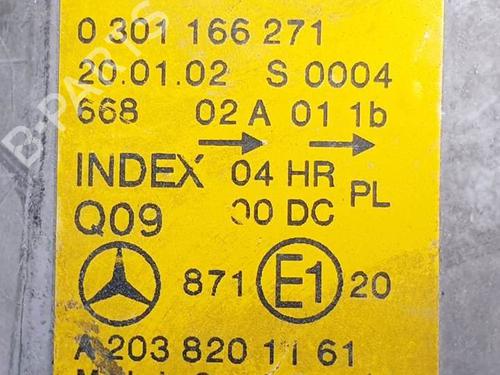 0 301 166 271
20.01.02 S 0004
668 02 A 01 1b
INDEX 04 HR PL
Q09 00 DC
871 E1 20
A 203 820 11 61
B-PARTS